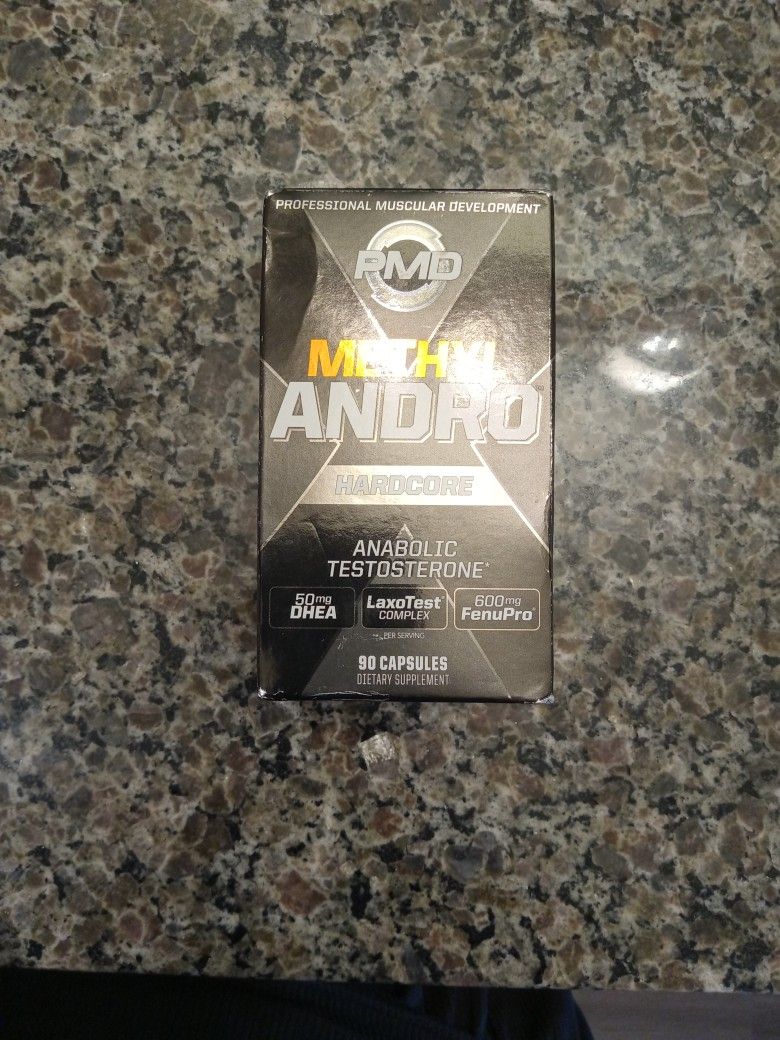 PROFESSIONAL MUSCULAR DEVELOPMENT
PMD
METHYL
ANDRO
HARDCORE
ANABOLIC
TESTOSTERONE*
50mg DHEA
LaxoTest® COMPLEX
600mg FenuPro®
PER SERVING
90 CAPSULES
DIETARY SUPPLEMENT